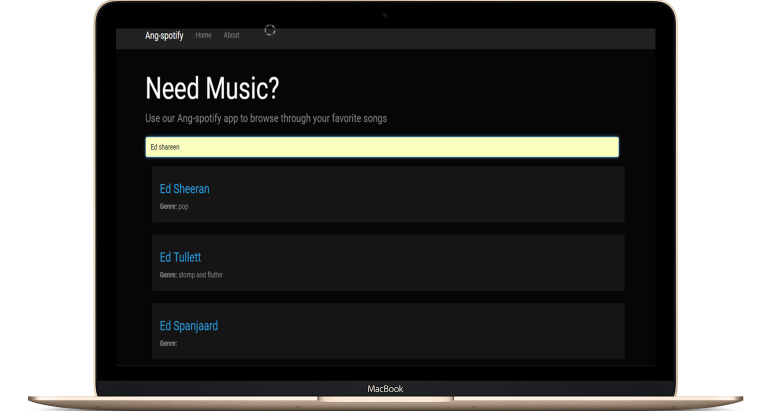 Ang-spotify Home About
Need Music?
Use our Ang-spotify app to browse through your favorite songs
Ed shareen
Ed Sheeran
Genre: pop
Ed Tullett
Genre: stomp and flutter
Ed Spanjaard
Genre:
MacBook